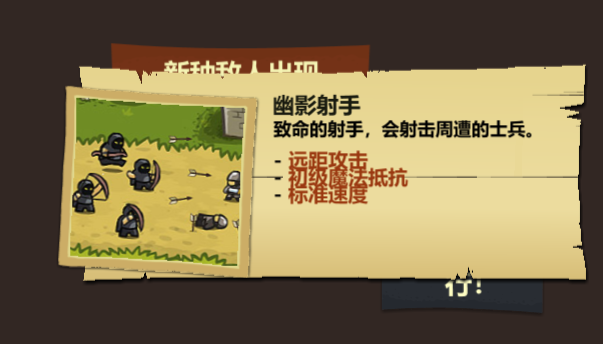 新种敌人出现
幽影射手
致命的射手，会射击周遭的士兵。
- 远距攻击
- 初级魔法抵抗
- 标准速度
行！